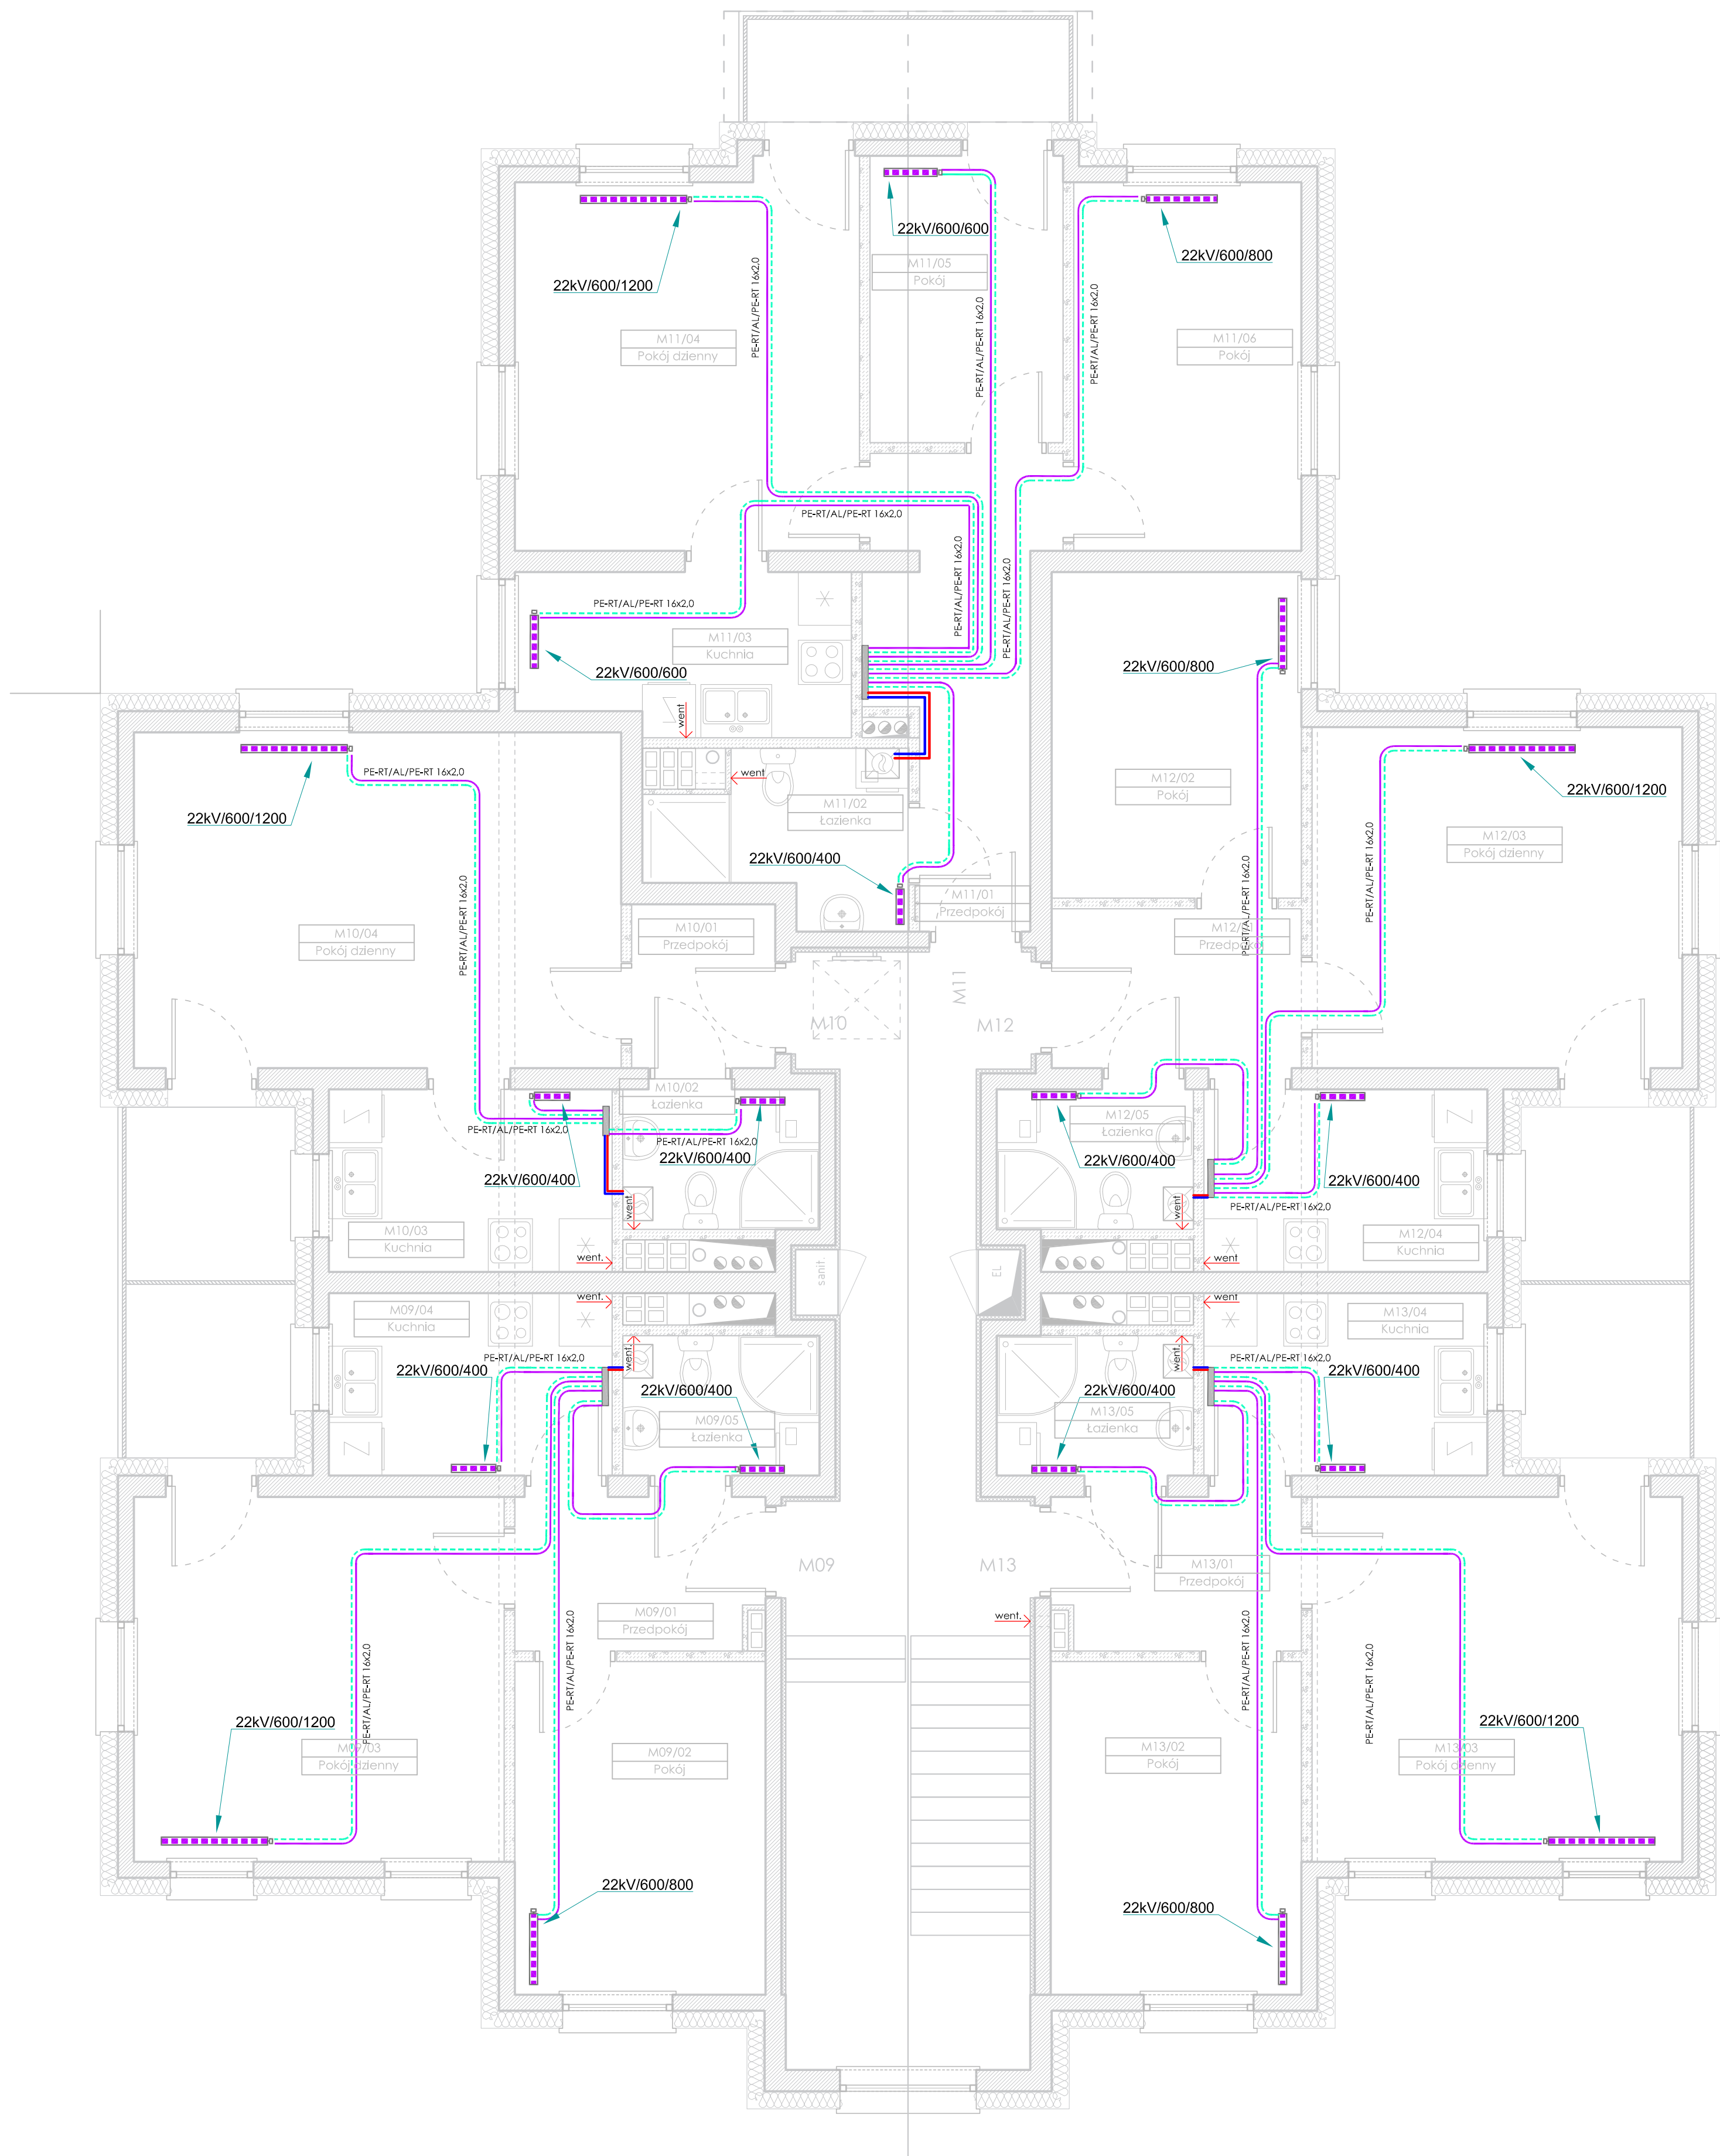 22kV/600/600
22kV/600/800
M11/05
Pokój
22kV/600/1200
PE-RT/AL/PE-RT 16x2,0
PE-RT/AL/PE-RT 16x2,0
PE-RT/AL/PE-RT 16x2,0
M11/04
Pokój dzienny
M11/06
Pokój
PE-RT/AL/PE-RT 16x2,0
PE-RT/AL/PE-RT 16x2,0
PE-RT/AL/PE-RT 16x2,0
PE-RT/AL/PE-RT 16x2,0
M11/03
Kuchnia
22kV/600/600
22kV/600/800
went
went
M11/02
Łazienka
PE-RT/AL/PE-RT 16x2,0
22kV/600/1200
M12/02
Pokój
22kV/600/1200
M12/03
Pokój dzienny
PE-RT/AL/PE-RT 16x2,0
22kV/600/400
M11/01
Przedpokój
PE-RT/AL/PE-RT 16x2,0
M10/04
Pokój dzienny
M10/01
Przedpokój
PE-RT/AL/PE-RT 16x2,0
M12/01
Przedpokój
M10
M11
M12
M10/02
Łazienka
M12/05
Łazienka
PE-RT/AL/PE-RT 16x2,0
PE-RT/AL/PE-RT 16x2,0
22kV/600/400
22kV/600/400
22kV/600/400
22kV/600/400
went.
went
PE-RT/AL/PE-RT 16x2,0
M10/03
Kuchnia
M12/04
Kuchnia
went.
sanit
EL
went
M09/04
Kuchnia
went.
went
M13/04
Kuchnia
PE-RT/AL/PE-RT 16x2,0
went.
went.
PE-RT/AL/PE-RT 16x2,0
22kV/600/400
22kV/600/400
22kV/600/400
22kV/600/400
M09/05
Łazienka
M13/05
Łazienka
M09
M13
M13/01
Przedpokój
M09/01
Przedpokój
went.
PE-RT/AL/PE-RT 16x2,0
PE-RT/AL/PE-RT 16x2,0
PE-RT/AL/PE-RT 16x2,0
PE-RT/AL/PE-RT 16x2,0
22kV/600/1200
M09/03
Pokój dzienny
M09/02
Pokój
M13/02
Pokój
22kV/600/1200
M13/03
Pokój dzienny
22kV/600/800
22kV/600/800